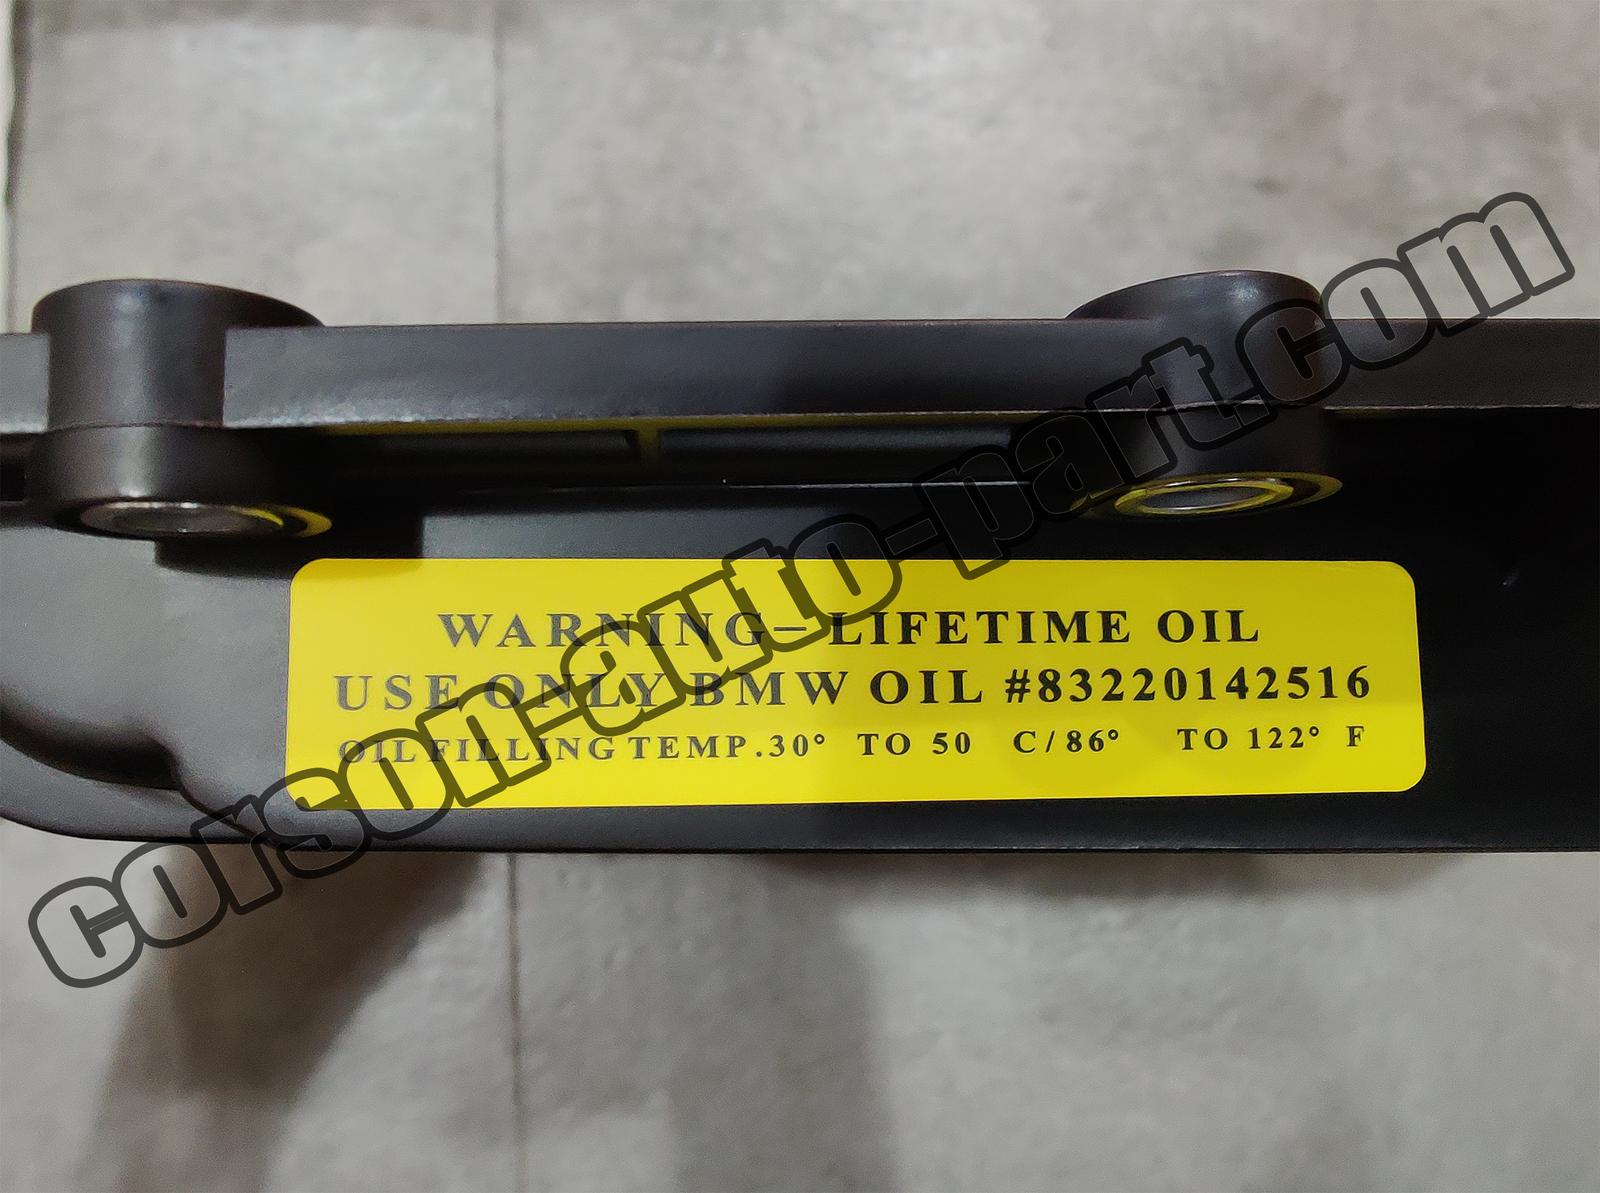 WARNING– LIFETIME OIL
USE ONLY BMW OIL #83220142516
OIL FILLING TEMP.30° TO 50 C/86° TO 122° F
corson-auto-part.com